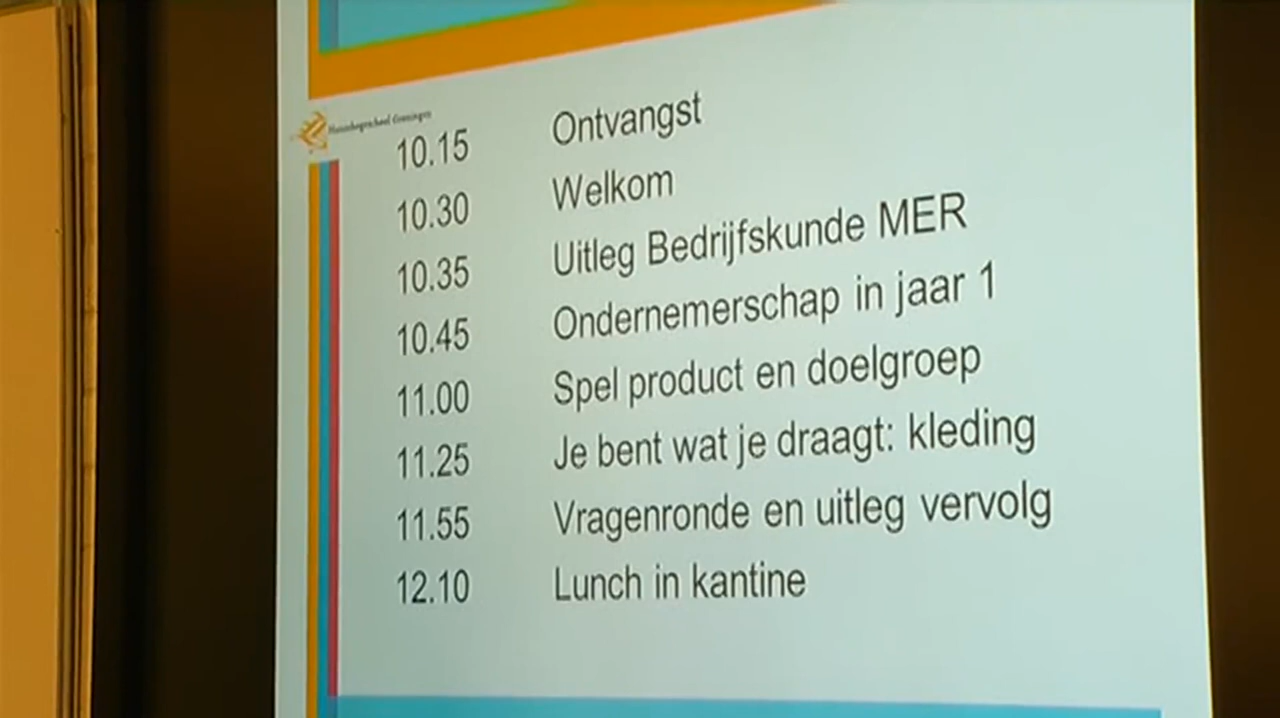 Hanzehogeschool Groningen
10.15 Ontvangst
10.30 Welkom
10.35 Uitleg Bedrijfskunde MER
10.45 Ondernemerschap in jaar 1
11.00 Spel product en doelgroep
11.25 Je bent wat je draagt: kleding
11.55 Vragenronde en uitleg vervolg
12.10 Lunch in kantine